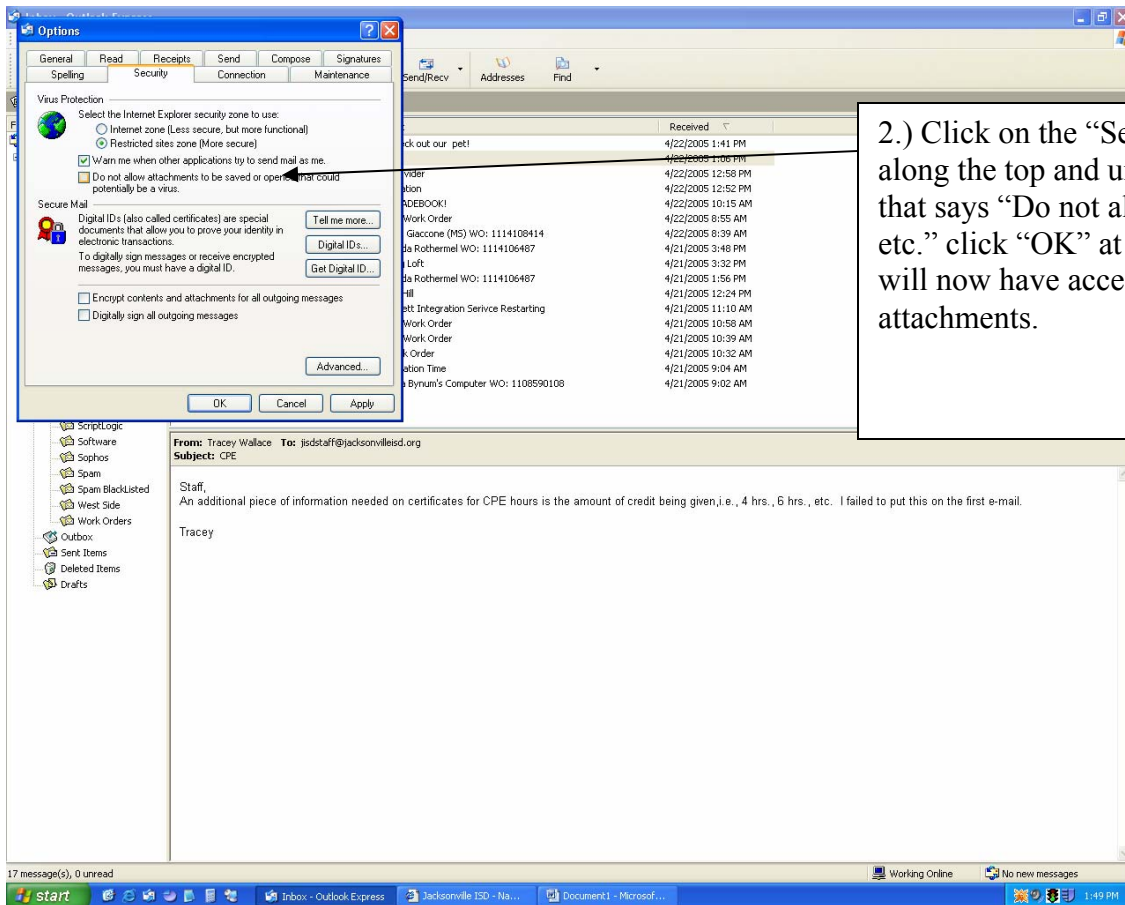 Options
General Read Receipts Send Compose Signatures
Spelling Security Connection Maintenance
Virus Protection
Select the Internet Explorer security zone to use:
Internet zone (Less secure, but more functional)
Restricted sites zone (More secure)
Warn me when other applications try to send mail as me.
Do not allow attachments to be saved or opened that could
potentially be a virus.
Secure Mail
Digital IDs (also called certificates) are special
documents that allow you to prove your identity in
electronic transactions.
To digitally sign messages or receive encrypted
messages, you must have a digital ID.
Tell me more...
Digital IDs...
Get Digital ID...
Encrypt contents and attachments for all outgoing messages
Digitally sign all outgoing messages
Advanced...
OK Cancel Apply
Send/Recv Addresses Find
Received
ck out our pet! 4/22/2005 1:41 PM
4/22/2005 1:06 PM
vider 4/22/2005 12:58 PM
ation 4/22/2005 12:52 PM
ADEBOOK! 4/22/2005 10:15 AM
Work Order 4/22/2005 8:55 AM
Giaccone (MS) WO: 1114108414 4/22/2005 8:39 AM
da Rothermel WO: 1114106487 4/21/2005 3:48 PM
Loft 4/21/2005 3:32 PM
da Rothermel WO: 1114106487 4/21/2005 1:56 PM
Hill 4/21/2005 12:24 PM
ett Integration Serivce Restarting 4/21/2005 11:10 AM
Work Order 4/21/2005 10:58 AM
Work Order 4/21/2005 10:39 AM
k Order 4/21/2005 10:32 AM
ation Time 4/21/2005 9:04 AM
a Bynum's Computer WO: 1108590108 4/21/2005 9:02 AM
2.) Click on the “Se
along the top and u
that says “Do not al
etc.” click “OK” at
will now have acce
attachments.
ScriptLogic
Software
Sophos
Spam
Spam BlackListed
West Side
Work Orders
Outbox
Sent Items
Deleted Items
Drafts
From: Tracey Wallace To: jisdstaff@jacksonvilleisd.org
Subject: CPE
Staff,
An additional piece of information needed on certificates for CPE hours is the amount of credit being given,i.e., 4 hrs., 6 hrs., etc. I failed to put this on the first e-mail.
Tracey
17 message(s), 0 unread Working Online No new messages
start Inbox - Outlook Express Jacksonville ISD - Na... Document1 - Microsof... 1:49 PM